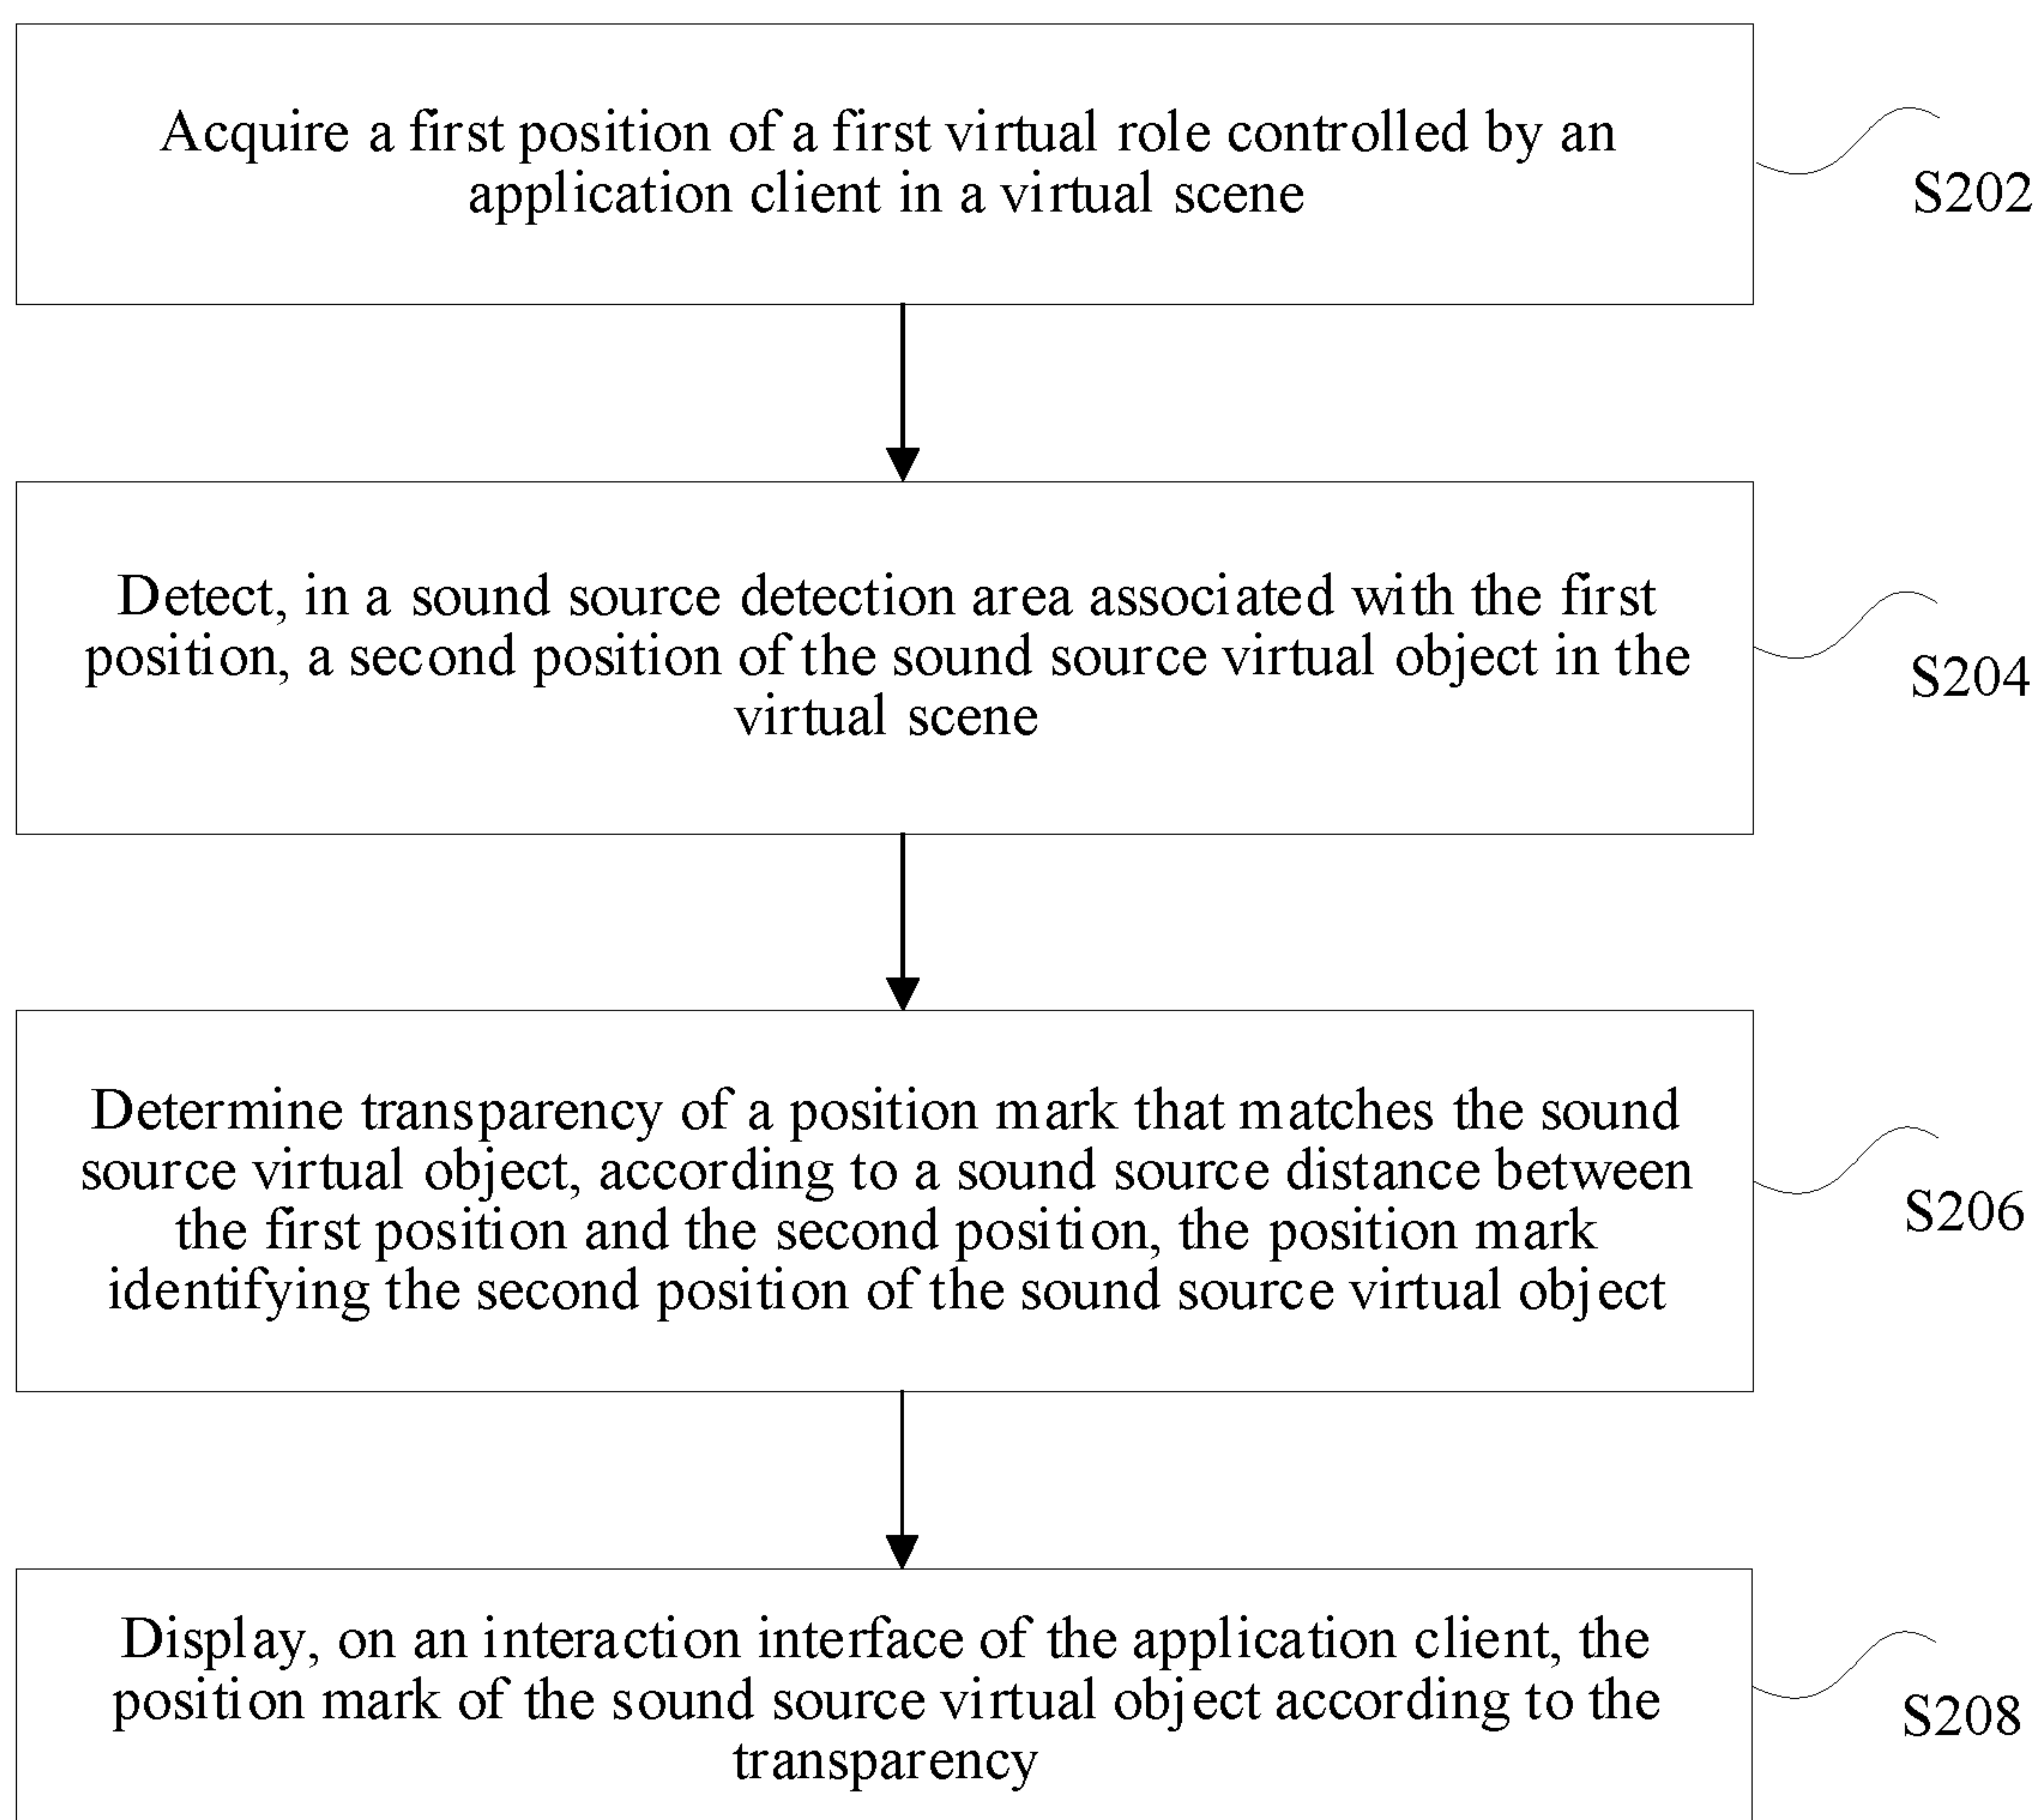 Acquire a first position of a first virtual role controlled by an
application client in a virtual scene
S202
Detect, in a sound source detection area associated with the first
position, a second position of the sound source virtual object in the
virtual scene
S204
Determine transparency of a position mark that matches the sound
source virtual object, according to a sound source distance between
the first position and the second position, the position mark
identifying the second position of the sound source virtual object
S206
Display, on an interaction interface of the application client, the
position mark of the sound source virtual object according to the
transparency
S208